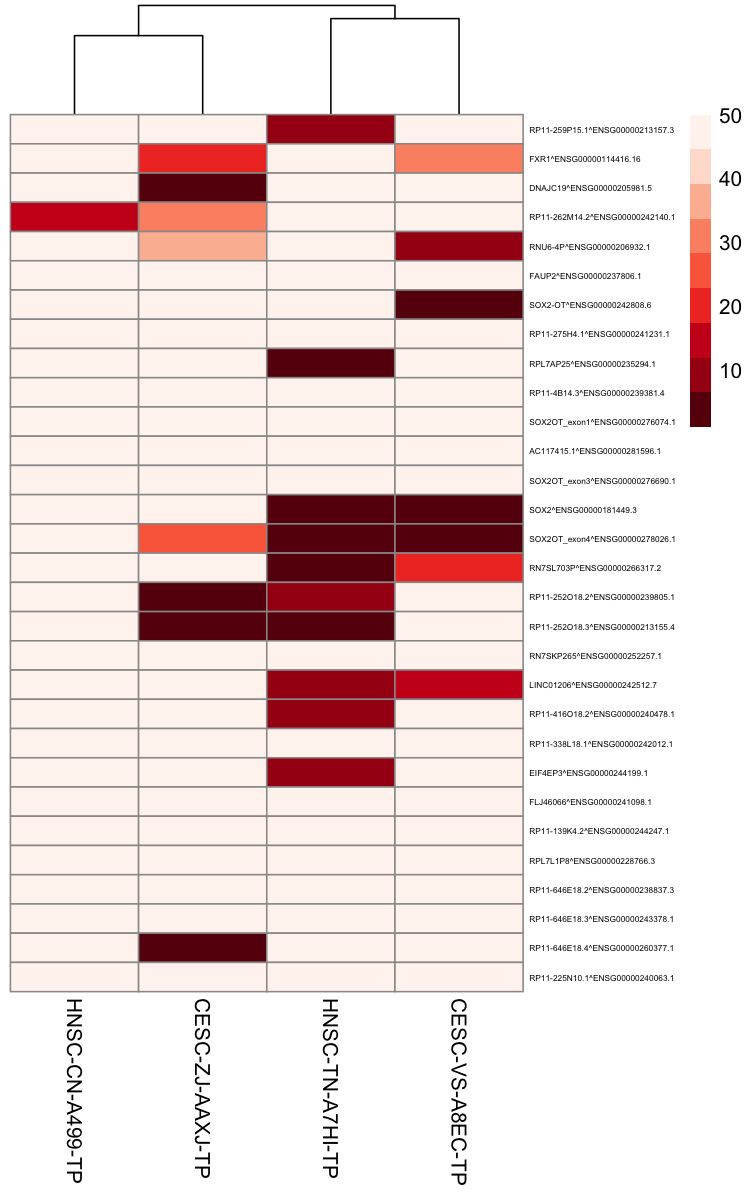 50
RP11-259P15.1^ENSG00000213157.3
FXR1^ENSG00000114416.16
40
DNAJC19^ENSG00000205981.5
RP11-262M14.2^ENSG00000242140.1
30
RNU6-4P^ENSG00000206932.1
FAUP2^ENSG00000237806.1
20
SOX2-OT^ENSG00000242808.6
RP11-275H4.1^ENSG00000241231.1
10
RPL7AP25^ENSG00000235294.1
RP11-4B14.3^ENSG00000239381.4
SOX2OT_exon1^ENSG00000276074.1
AC117415.1^ENSG00000281596.1
SOX2OT_exon3^ENSG00000276690.1
SOX2^ENSG00000181449.3
SOX2OT_exon4^ENSG00000278026.1
RN7SL703P^ENSG00000266317.2
RP11-252O18.2^ENSG00000239805.1
RP11-252O18.3^ENSG00000213155.4
RN7SKP265^ENSG00000252257.1
LINC01206^ENSG00000242512.7
RP11-416O18.2^ENSG00000240478.1
RP11-338L18.1^ENSG00000242012.1
EIF4EP3^ENSG00000244199.1
FLJ46066^ENSG00000241098.1
RP11-139K4.2^ENSG00000244247.1
RPL7L1P8^ENSG00000228766.3
RP11-646E18.2^ENSG00000238837.3
RP11-646E18.3^ENSG00000243378.1
RP11-646E18.4^ENSG00000260377.1
RP11-225N10.1^ENSG00000240063.1
HNSC-CN-A499-TP
CESC-ZJ-AAXJ-TP
HNSC-TN-A7HI-TP
CESC-VS-A8EC-TP